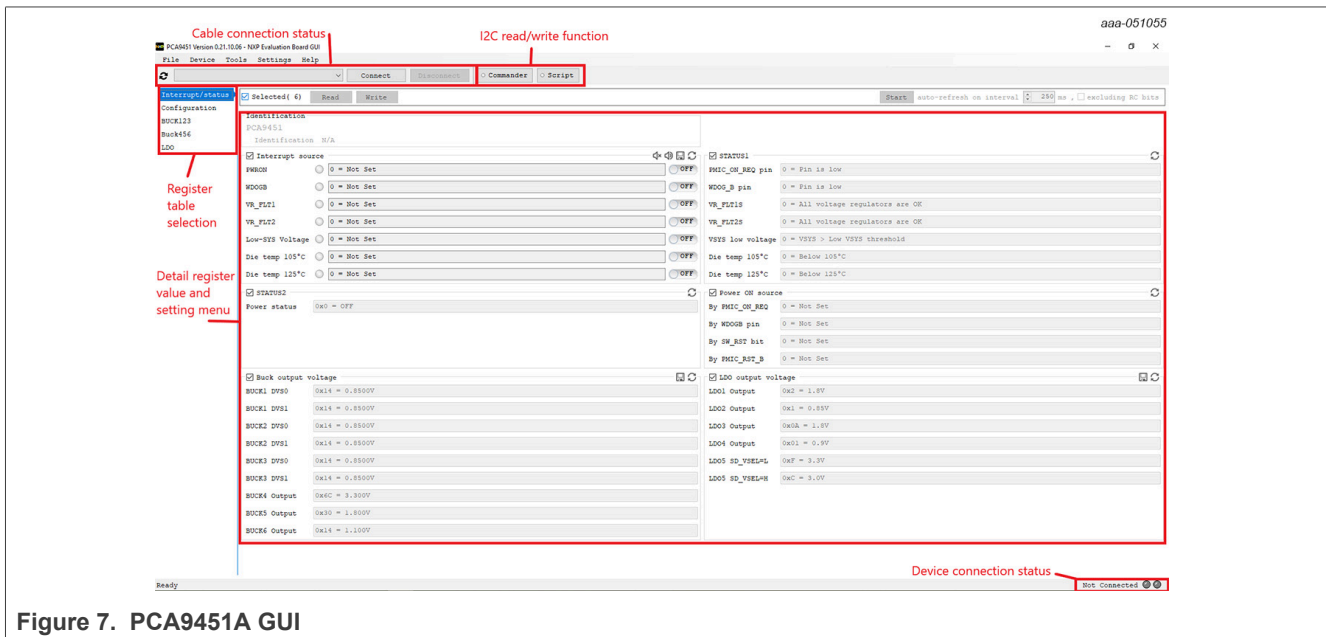 aaa-051055
Cable connection status
I2C read/write function
PCA9451 Version 0.21.10.06 - NXP Evaluation Board GUI
File Device Tools Settings Help
Connect Disconnect Commander Script
Interrupt/status
Configuration
BUCK123
Buck456
LDO
Selected( 6) Read Write Start auto-refresh on interval 250 ms , excluding RC bits
Register
table
selection
Detail register
value and
setting menu
Identification
PCA9451
Identification N/A
Interrupt source
PWRON 0 = Not Set OFF
WDOGB 0 = Not Set OFF
VR_FLT1 0 = Not Set OFF
VR_FLT2 0 = Not Set OFF
Low-SYS Voltage 0 = Not Set OFF
Die temp 105°C 0 = Not Set OFF
Die temp 125°C 0 = Not Set OFF
STATUS1
PMIC_ON_REQ pin 0 = Pin is low
WDOG_B pin 0 = Pin is low
VR_FLT1S 0 = All voltage regulators are OK
VR_FLT2S 0 = All voltage regulators are OK
VSYS low voltage 0 = VSYS > Low VSYS threshold
Die temp 105°C 0 = Below 105°C
Die temp 125°C 0 = Below 125°C
STATUS2
Power status 0x0 = OFF
Power ON source
By PMIC_ON_REQ 0 = Not Set
By WDOGB pin 0 = Not Set
By SW_RST bit 0 = Not Set
By PMIC_RST_B 0 = Not Set
Buck output voltage
BUCK1 DVS0 0x14 = 0.8500V
BUCK1 DVS1 0x14 = 0.8500V
BUCK2 DVS0 0x14 = 0.8500V
BUCK2 DVS1 0x14 = 0.8500V
BUCK3 DVS0 0x14 = 0.8500V
BUCK3 DVS1 0x14 = 0.8500V
BUCK4 Output 0x6C = 3.300V
BUCK5 Output 0x30 = 1.800V
BUCK6 Output 0x14 = 1.100V
LDO output voltage
LDO1 Output 0x2 = 1.8V
LDO2 Output 0x1 = 0.85V
LDO3 Output 0x0A = 1.8V
LDO4 Output 0x01 = 0.9V
LDO5 SD_VSEL=L 0xF = 3.3V
LDO5 SD_VSEL=H 0xC = 3.0V
Device connection status
Ready Not Connected
Figure 7. PCA9451A GUI